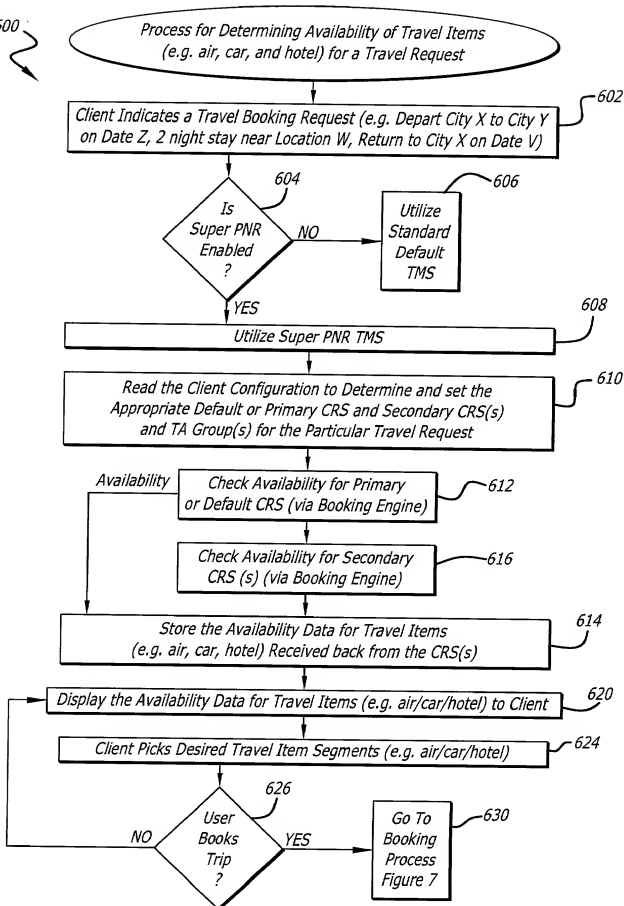 600
Process for Determining Availability of Travel Items
(e.g. air, car, and hotel) for a Travel Request
602
Client Indicates a Travel Booking Request (e.g. Depart City X to City Y
on Date Z, 2 night stay near Location W, Return to City X on Date V)
604
Is
Super PNR
Enabled
?
NO
606
Utilize
Standard
Default
TMS
YES
608
Utilize Super PNR TMS
610
Read the Client Configuration to Determine and set the
Appropriate Default or Primary CRS and Secondary CRS(s)
and TA Group(s) for the Particular Travel Request
Availability
612
Check Availability for Primary
or Default CRS (via Booking Engine)
616
Check Availability for Secondary
CRS (s) (via Booking Engine)
614
Store the Availability Data for Travel Items
(e.g. air, car, hotel) Received back from the CRS(s)
620
Display the Availability Data for Travel Items (e.g. air/car/hotel) to Client
624
Client Picks Desired Travel Item Segments (e.g. air/car/hotel)
626
User
Books
Trip
?
NO
YES
630
Go To
Booking
Process
Figure 7